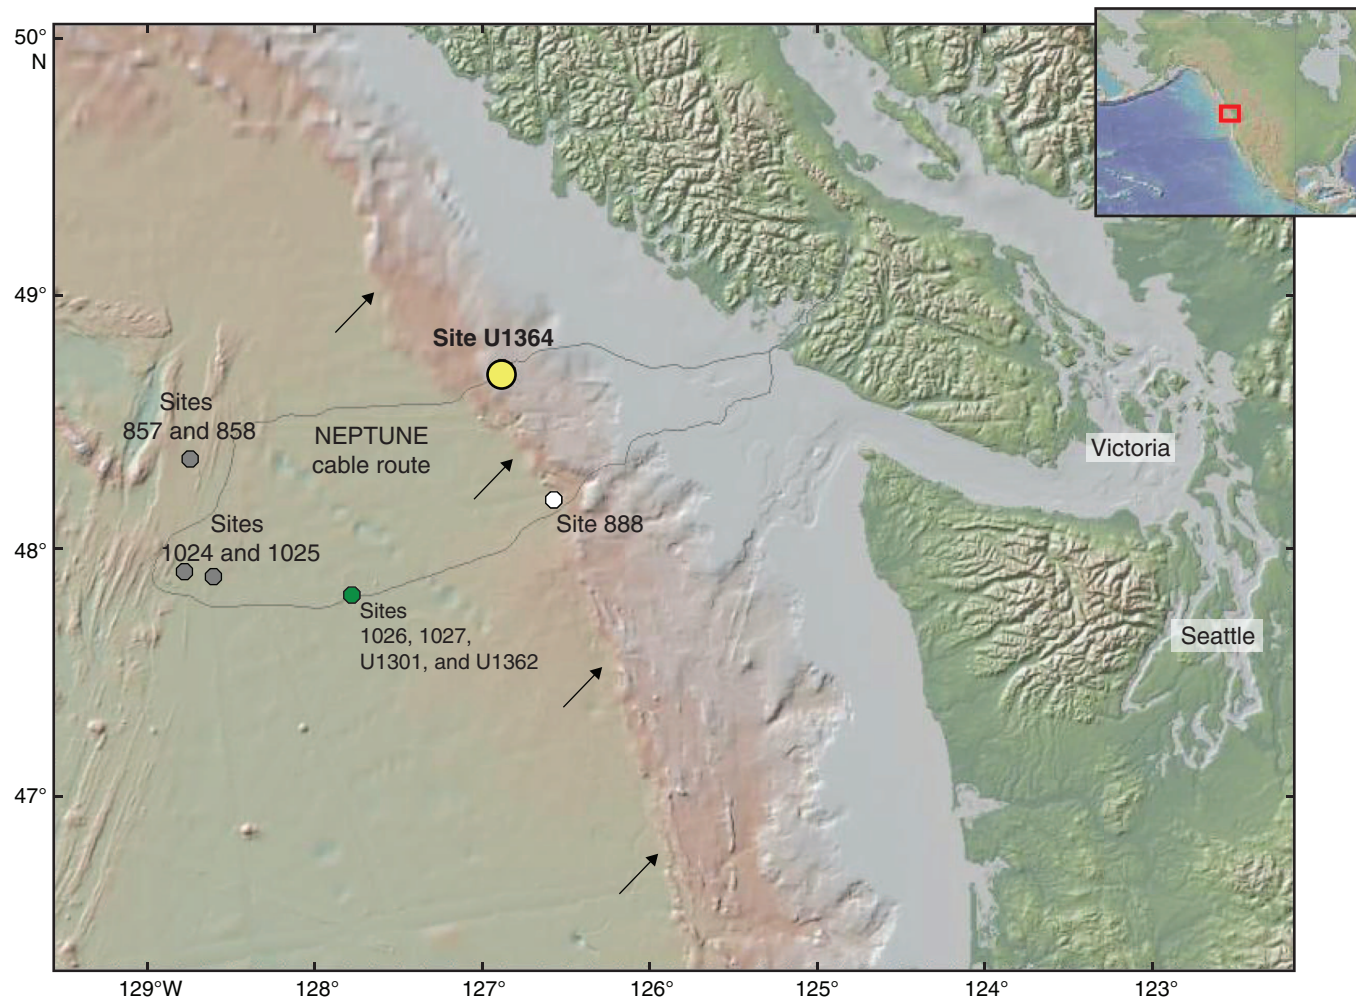 50°
N
49°
48°
47°
Site U1364
Sites
857 and 858
NEPTUNE
cable route
Sites
1024 and 1025
Site 888
Sites
1026, 1027,
U1301, and U1362
Victoria
Seattle
129°W
128°
127°
126°
125°
124°
123°